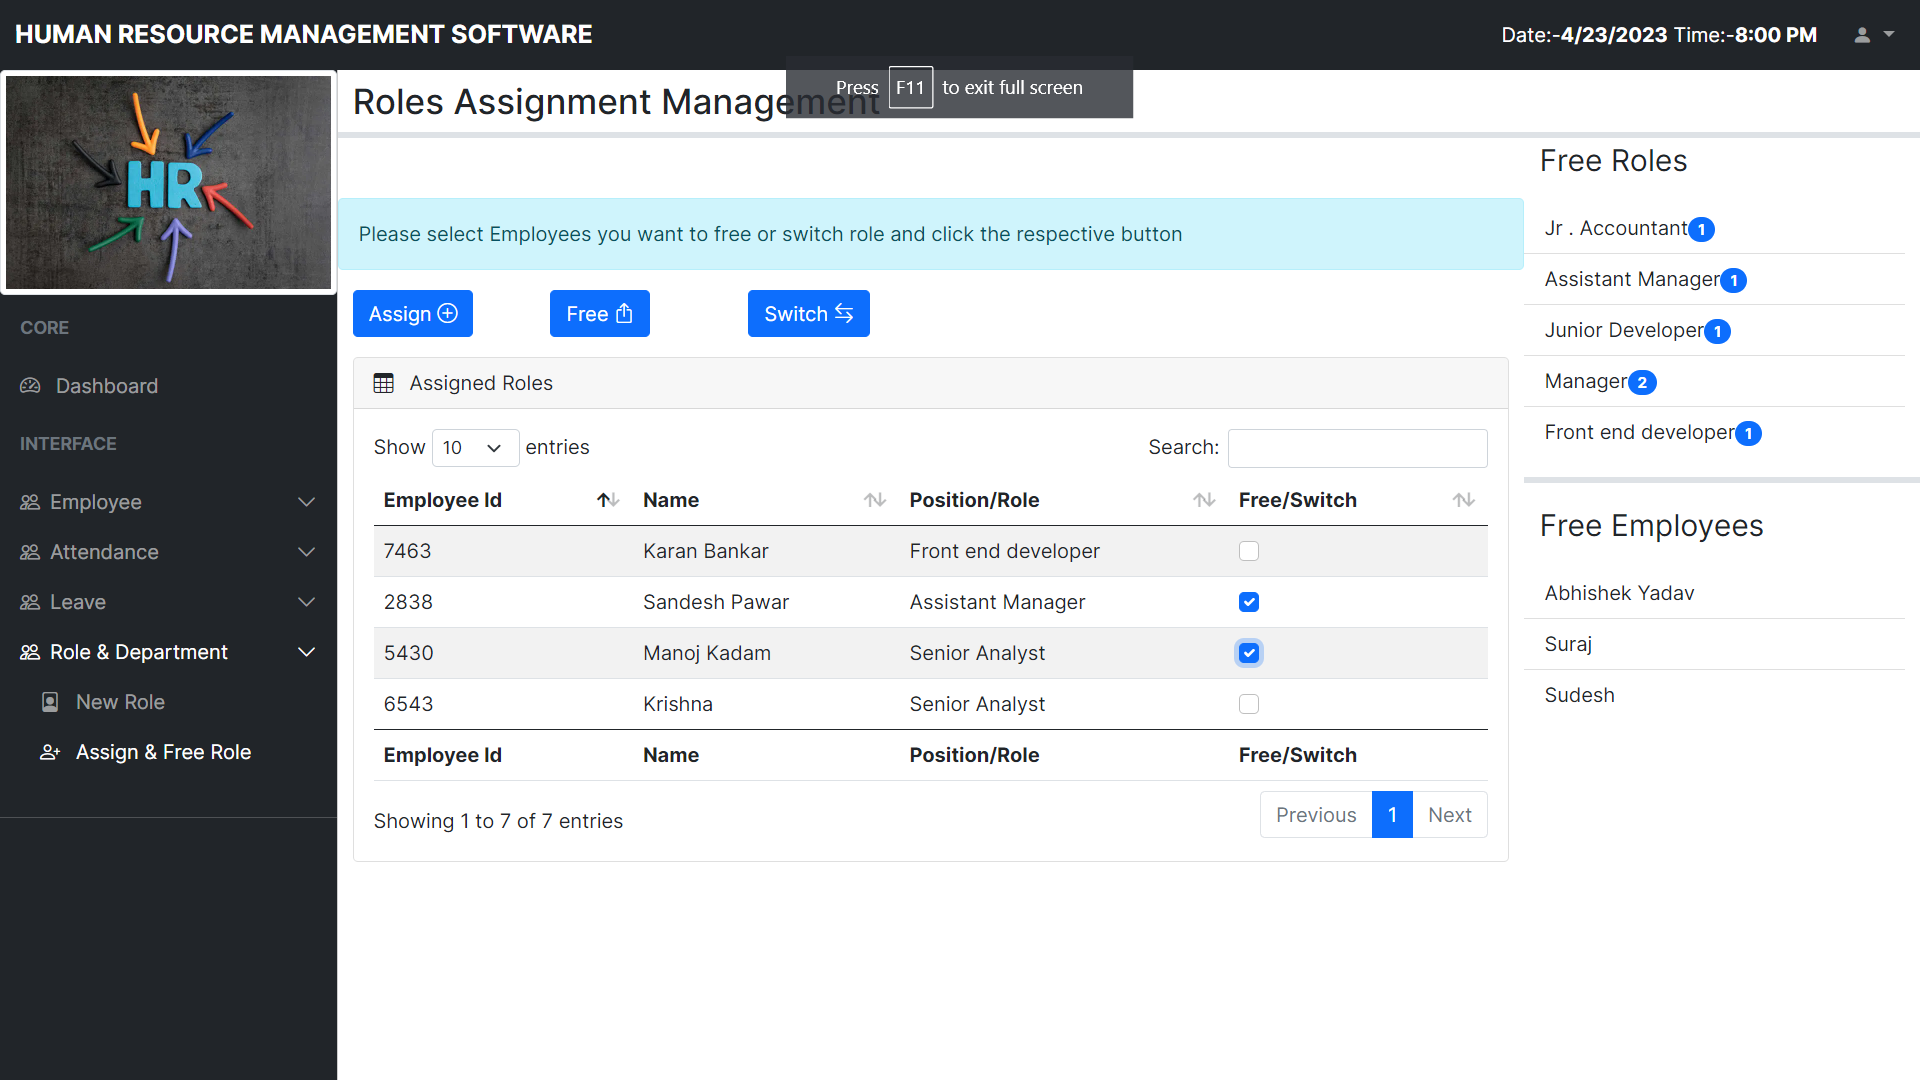 HUMAN RESOURCE MANAGEMENT SOFTWARE
Date:-4/23/2023 Time:-8:00 PM
Press F11 to exit full screen
HR
Roles Assignment Management
CORE
Dashboard
INTERFACE
Employee
Attendance
Leave
Role & Department
New Role
Assign & Free Role
Please select Employees you want to free or switch role and click the respective button
Assign
Free
Switch
Assigned Roles
Show 10 entries
Search:
Employee Id Name Position/Role Free/Switch
7463 Karan Bankar Front end developer
2838 Sandesh Pawar Assistant Manager
5430 Manoj Kadam Senior Analyst
6543 Krishna Senior Analyst
Employee Id Name Position/Role Free/Switch
Showing 1 to 7 of 7 entries
Previous 1 Next
Free Roles
Jr . Accountant 1
Assistant Manager 1
Junior Developer 1
Manager 2
Front end developer 1
Free Employees
Abhishek Yadav
Suraj
Sudesh